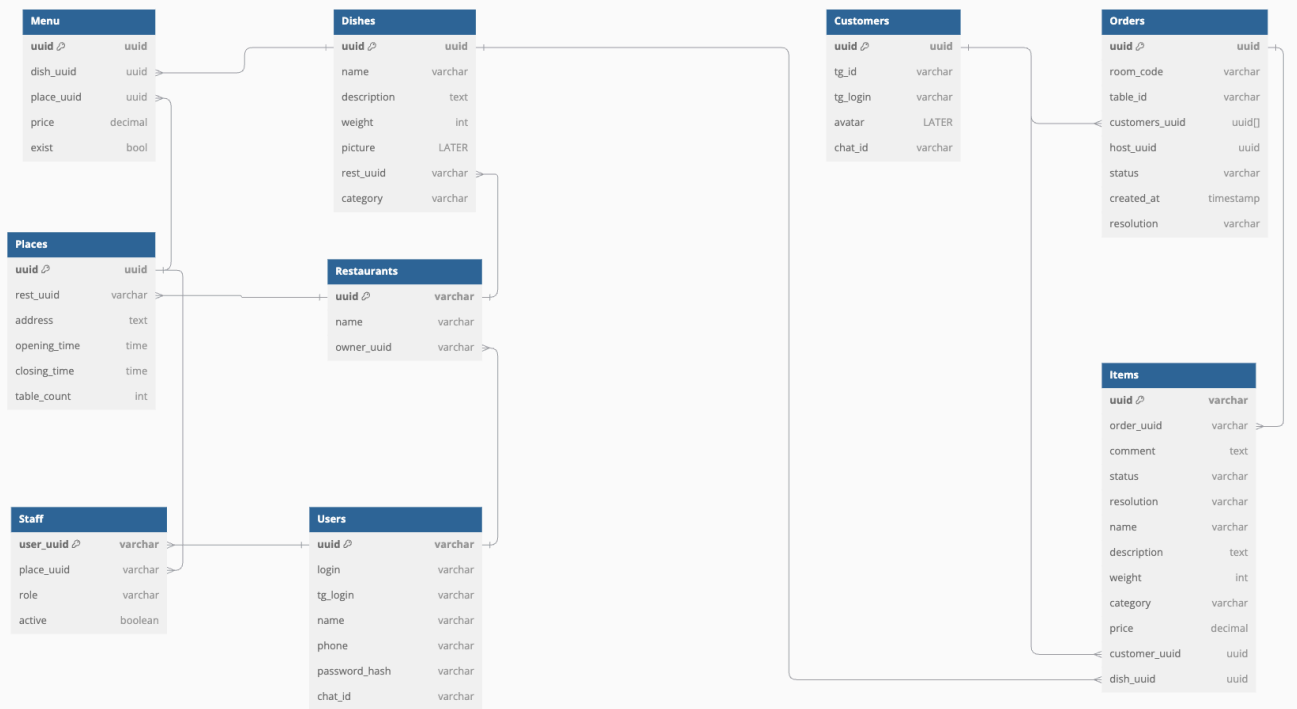 Menu
uuid uuid
dish_uuid uuid
place_uuid uuid
price decimal
exist bool
Dishes
uuid uuid
name varchar
description text
weight int
picture LATER
rest_uuid varchar
category varchar
Customers
uuid uuid
tg_id varchar
tg_login varchar
avatar LATER
chat_id varchar
Orders
uuid uuid
room_code varchar
table_id varchar
customers_uuid uuid[]
host_uuid uuid
status varchar
created_at timestamp
resolution varchar
Places
uuid uuid
rest_uuid varchar
address text
opening_time time
closing_time time
table_count int
Restaurants
uuid varchar
name varchar
owner_uuid varchar
Items
uuid varchar
order_uuid varchar
comment text
status varchar
resolution varchar
name varchar
description text
weight int
category varchar
price decimal
customer_uuid uuid
dish_uuid uuid
Staff
user_uuid varchar
place_uuid varchar
role varchar
active boolean
Users
uuid varchar
login varchar
tg_login varchar
name varchar
phone varchar
password_hash varchar
chat_id varchar